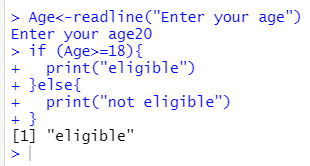 > Age<-readline("Enter your age")
Enter your age20
> if (Age>=18){
+   print("eligible")
+ }else{
+   print("not eligible")
+ }
[1] "eligible"
>